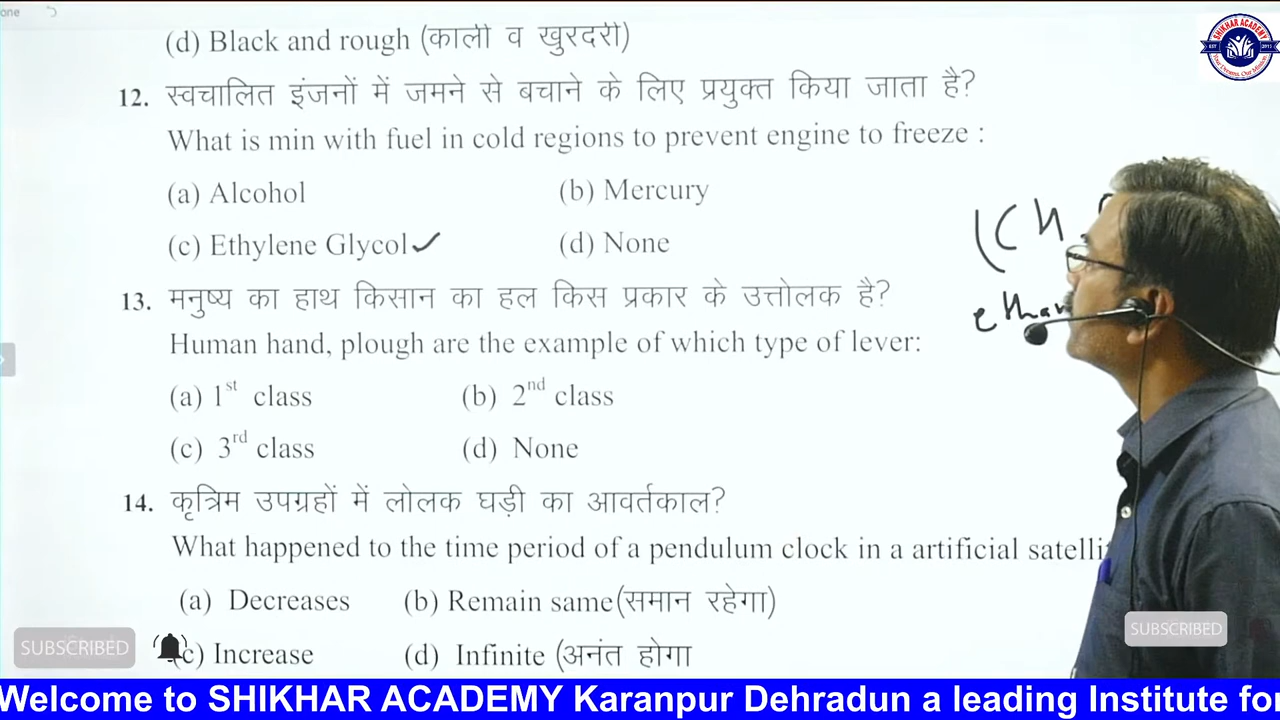 one
(d) Black and rough (काली व खुरदरी)
SHIKHAR ACADEMY
12. स्वचालित इंजनों में जमने से बचाने के लिए प्रयुक्त किया जाता है?
What is min with fuel in cold regions to prevent engine to freeze :
(a) Alcohol (b) Mercury
(c) Ethylene Glycol (d) None
(CH
13. मनुष्य का हाथ किसान का हल किस प्रकार के उत्तोलक है?
ethan
Human hand, plough are the example of which type of lever:
(a) 1st class (b) 2nd class
(c) 3rd class (d) None
14. कृत्रिम उपग्रहों में लोलक घड़ी का आवर्तकाल?
What happened to the time period of a pendulum clock in a artificial satelli
(a) Decreases (b) Remain same (समान रहेगा)
(c) Increase (d) Infinite (अनंत होगा
SUBSCRIBED
SUBSCRIBED
Welcome to SHIKHAR ACADEMY Karanpur Dehradun a leading Institute for